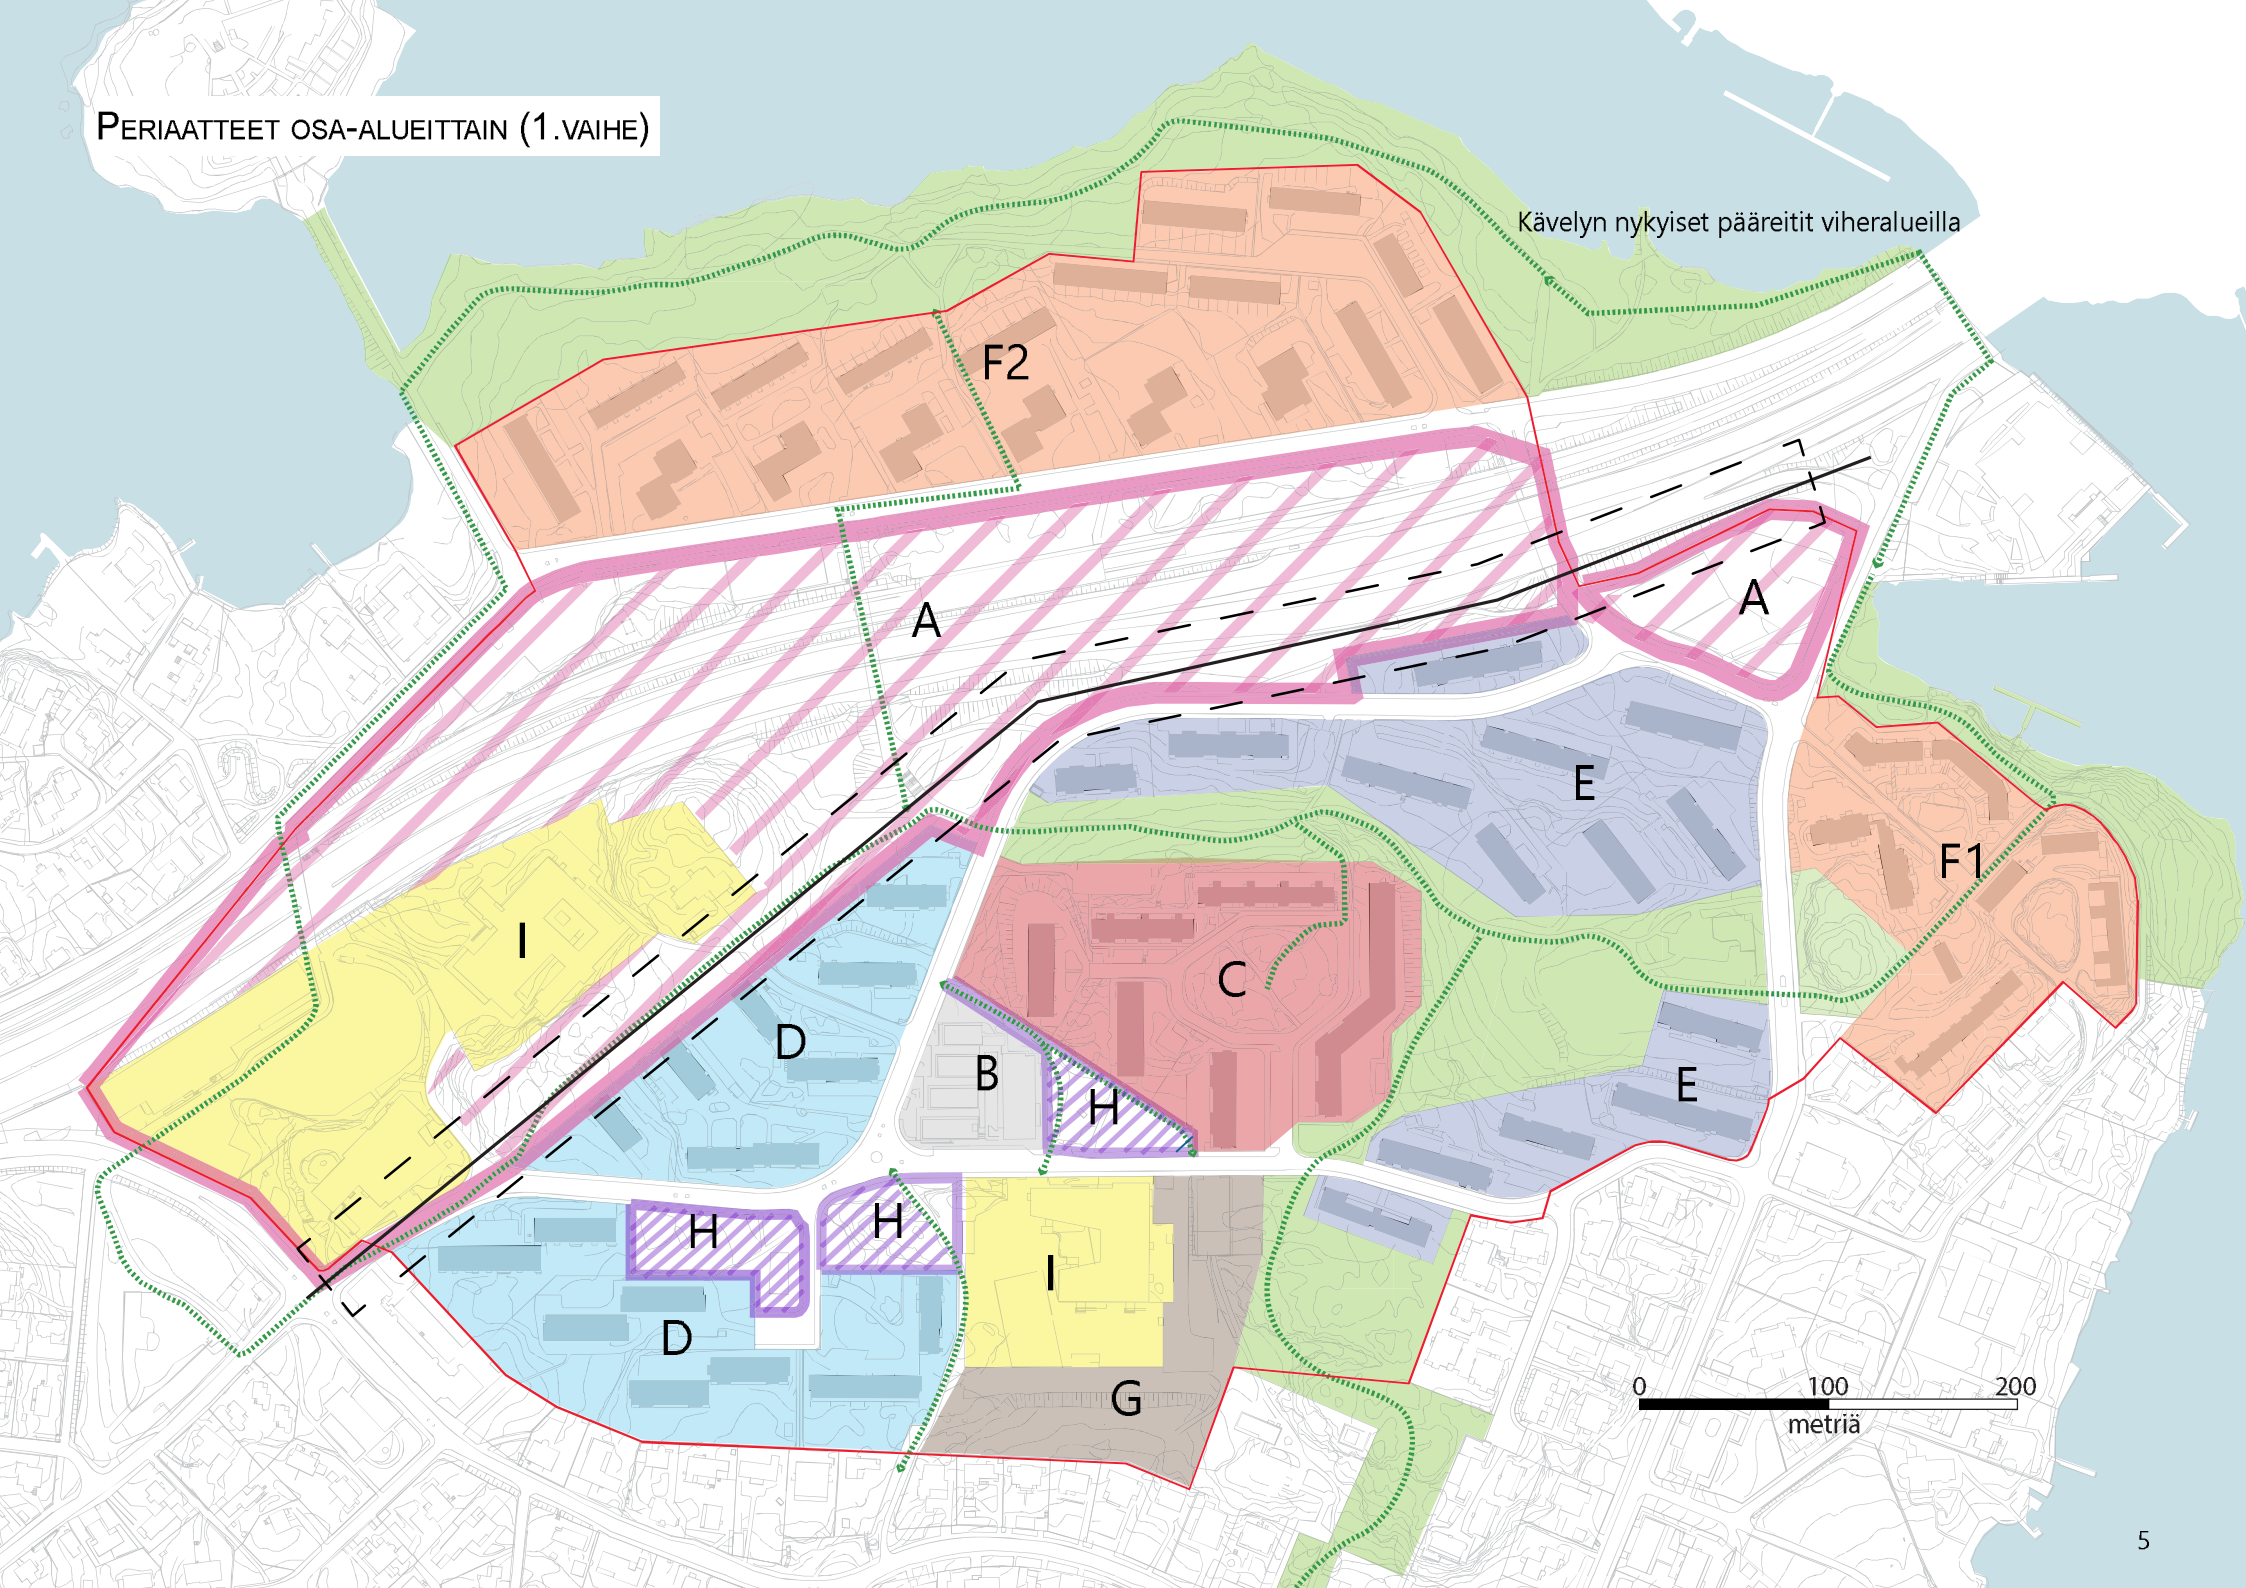 PERIAATTEET OSA-ALUEITTAIN (1.VAIHE)
Kävelyn nykyiset pääreitit viheralueilla
F2
A
A
E
F1
I
C
D
B
H
E
H
H
I
D
G
0 100 200
metriä
5